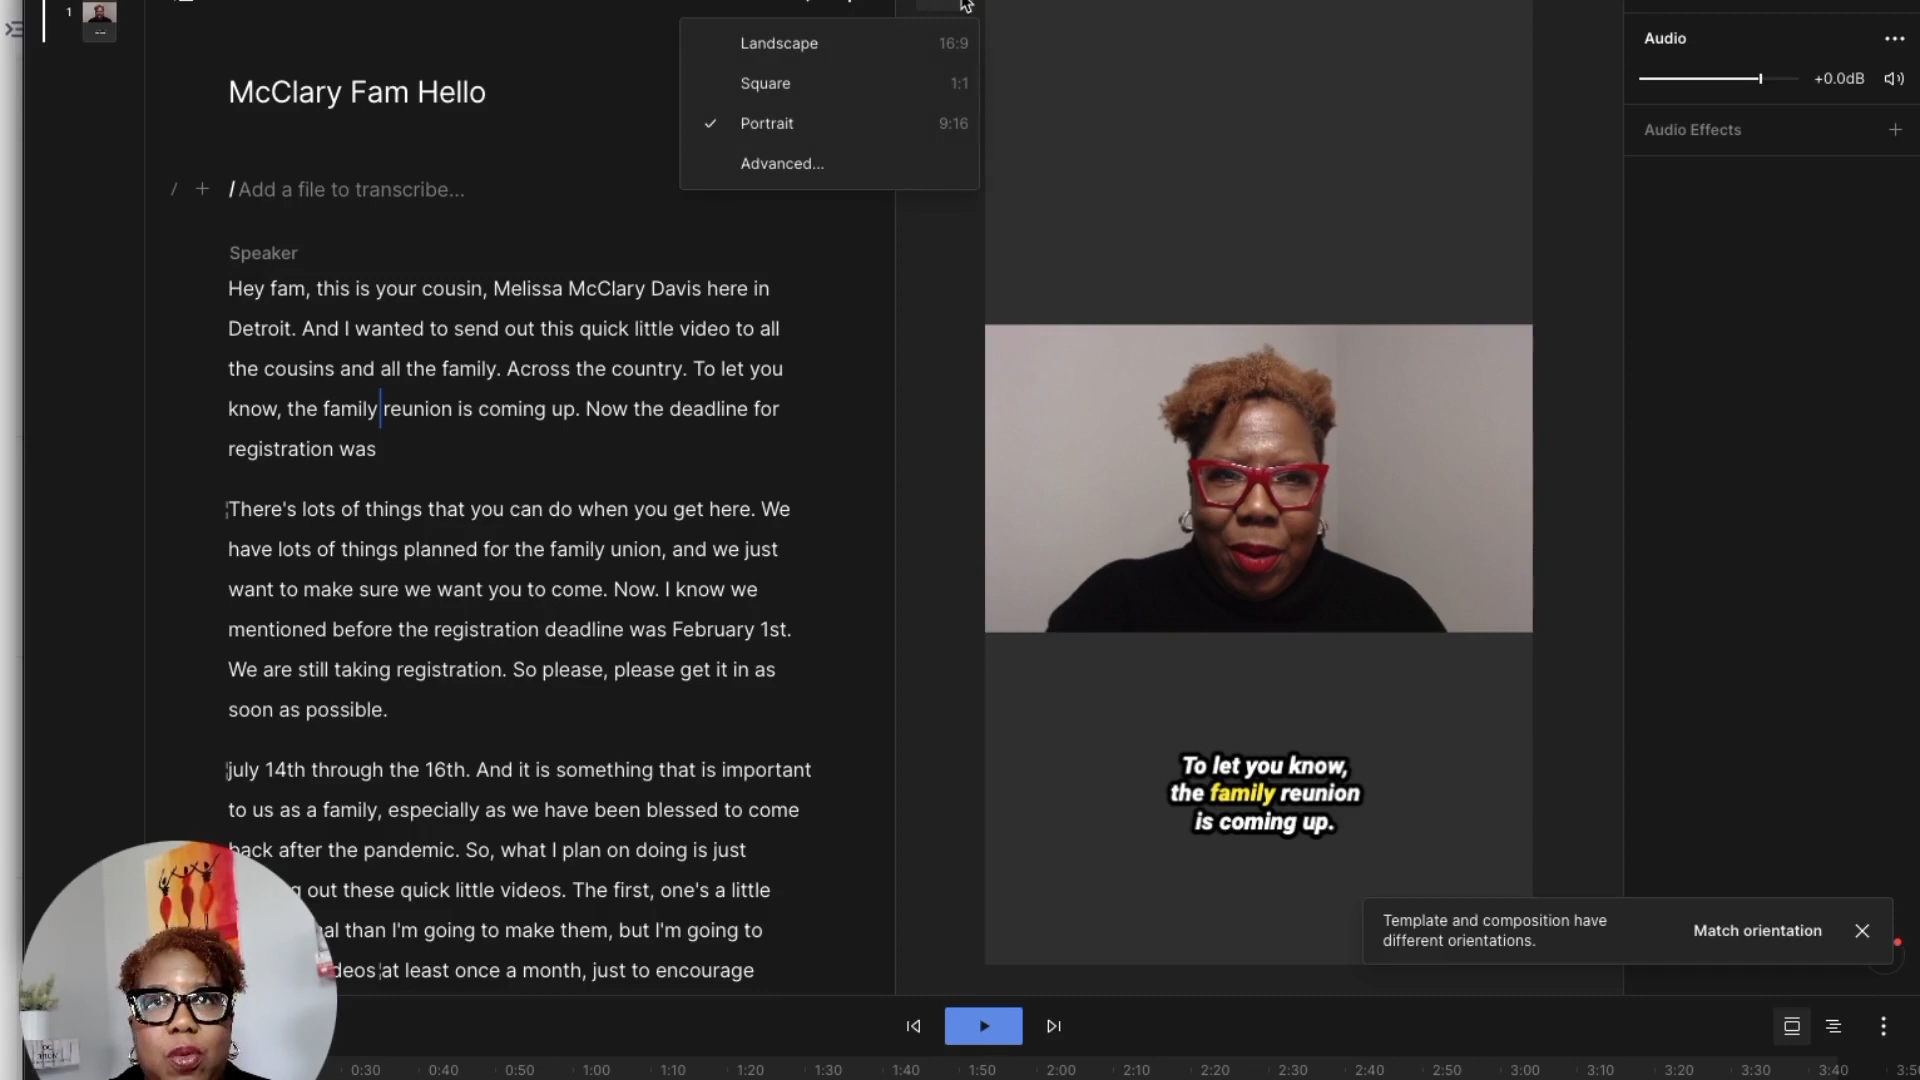 1
McClary Fam Hello
/ + /Add a file to transcribe...
Landscape 16:9
Square 1:1
Portrait 9:16
Advanced...
Speaker
Hey fam, this is your cousin, Melissa McClary Davis here in
Detroit. And I wanted to send out this quick little video to all
the cousins and all the family. Across the country. To let you
know, the family reunion is coming up. Now the deadline for
registration was
There's lots of things that you can do when you get here. We
have lots of things planned for the family union, and we just
want to make sure we want you to come. Now. I know we
mentioned before the registration deadline was February 1st.
We are still taking registration. So please, please get it in as
soon as possible.
july 14th through the 16th. And it is something that is important
to us as a family, especially as we have been blessed to come
back after the pandemic. So, what I plan on doing is just
out these quick little videos. The first, one's a little
than I'm going to make them, but I'm going to
at least once a month, just to encourage
To let you know,
the family reunion
is coming up.
Audio
+0.0dB
Audio Effects +
Template and composition have
different orientations.
Match orientation
0:30 0:40 0:50 1:00 1:10 1:20 1:30 1:40 1:50 2:00 2:10 2:20 2:30 2:40 2:50 3:00 3:10 3:20 3:30 3:40